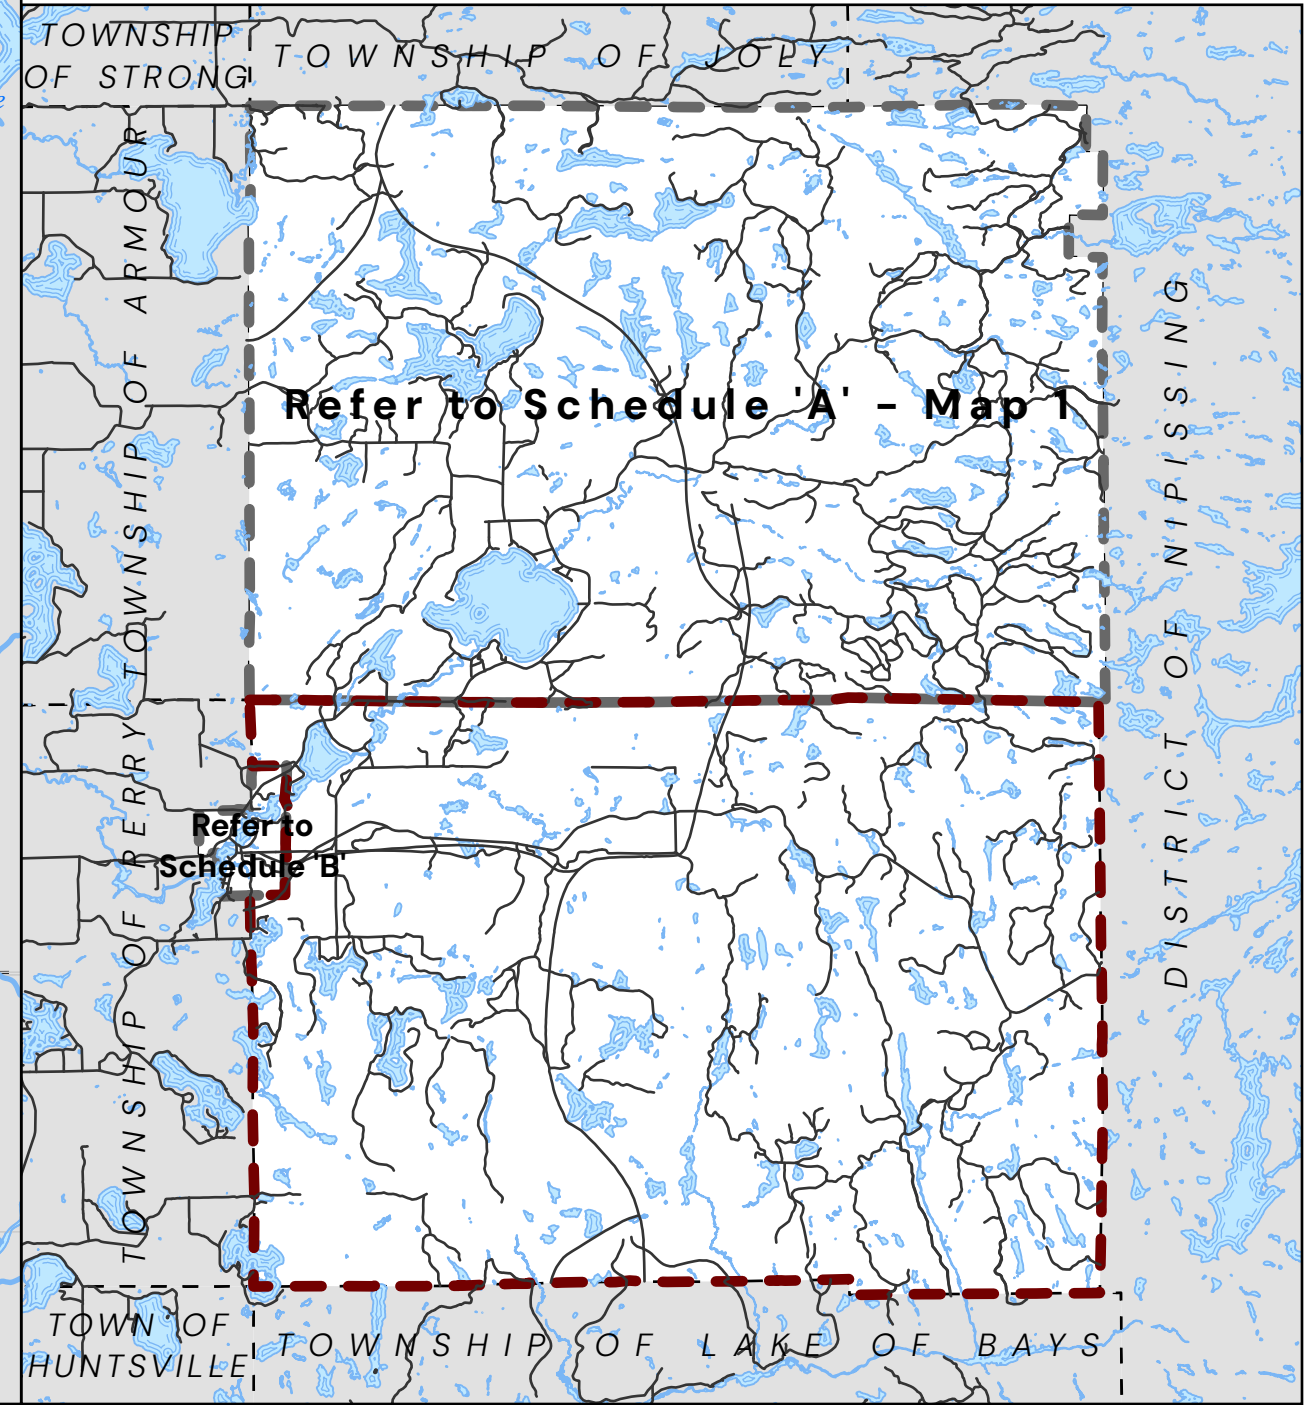 TOWNSHIP
OF STRONG
TOWNSHIP OF JOLY
TOWNSHIP OF ARMOUR
Refer to Schedule 'A' – Map 1
DISTRICT OF NIPISSING
TOWNSHIP OF PERRY
Refer to
Schedule 'B'
TOWN OF
HUNTSVILLE
TOWNSHIP OF LAKE OF BAYS